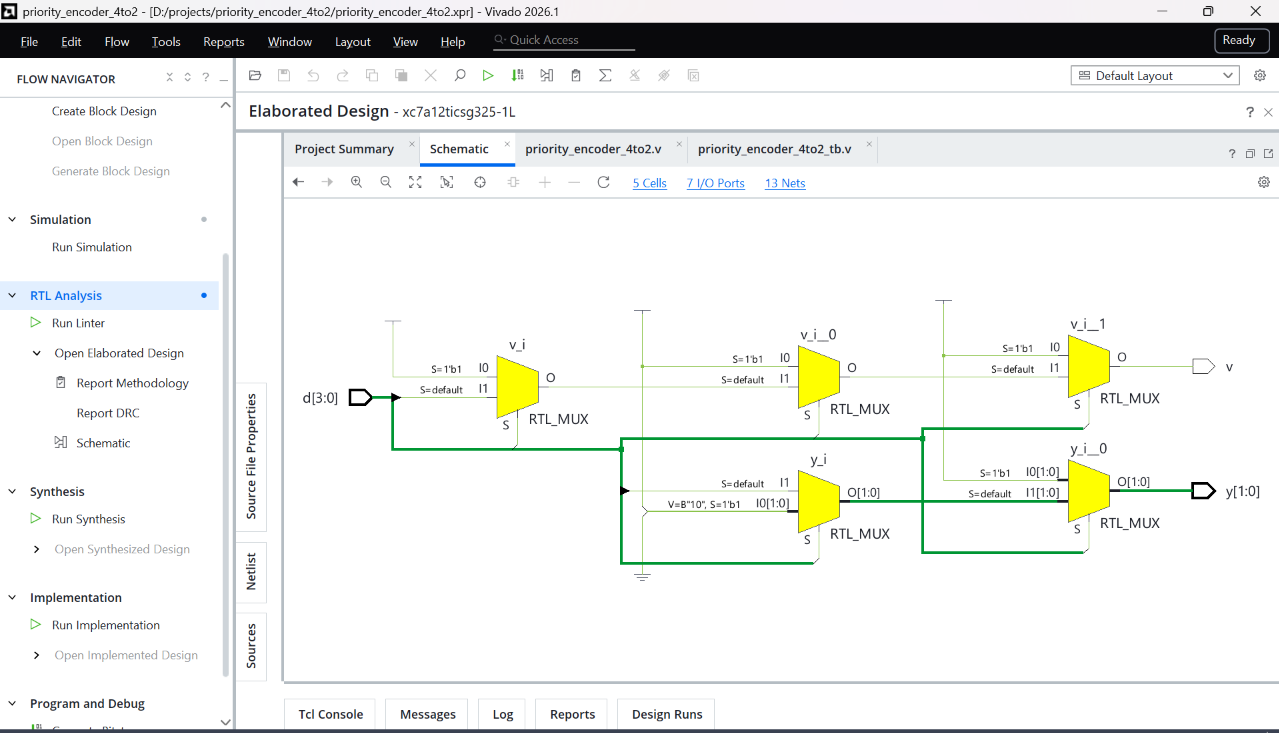 priority_encoder_4to2 - [D:/projects/priority_encoder_4to2/priority_encoder_4to2.xpr] - Vivado 2026.1
File Edit Flow Tools Reports Window Layout View Help Quick Access Ready
FLOW NAVIGATOR
Default Layout
Elaborated Design - xc7a12ticsg325-1L
Create Block Design
Open Block Design
Generate Block Design
Simulation
Run Simulation
RTL Analysis
Run Linter
Open Elaborated Design
Report Methodology
Report DRC
Schematic
Synthesis
Run Synthesis
Open Synthesized Design
Implementation
Run Implementation
Open Implemented Design
Program and Debug
Source File Properties
Netlist
Sources
Project Summary Schematic priority_encoder_4to2.v priority_encoder_4to2_tb.v
5 Cells 7 I/O Ports 13 Nets
d[3:0]
v_i
S=1'b1 I0
S=default I1
O
S
RTL_MUX
v_i__0
S=1'b1 I0
S=default I1
O
S
RTL_MUX
y_i
S=default I1
V=B"10", S=1'b1 I0[1:0]
O[1:0]
S
RTL_MUX
v_i__1
S=1'b1 I0
S=default I1
O
S
RTL_MUX
v
y_i__0
S=1'b1 I0[1:0]
S=default I1[1:0]
O[1:0]
S
RTL_MUX
y[1:0]
Tcl Console Messages Log Reports Design Runs